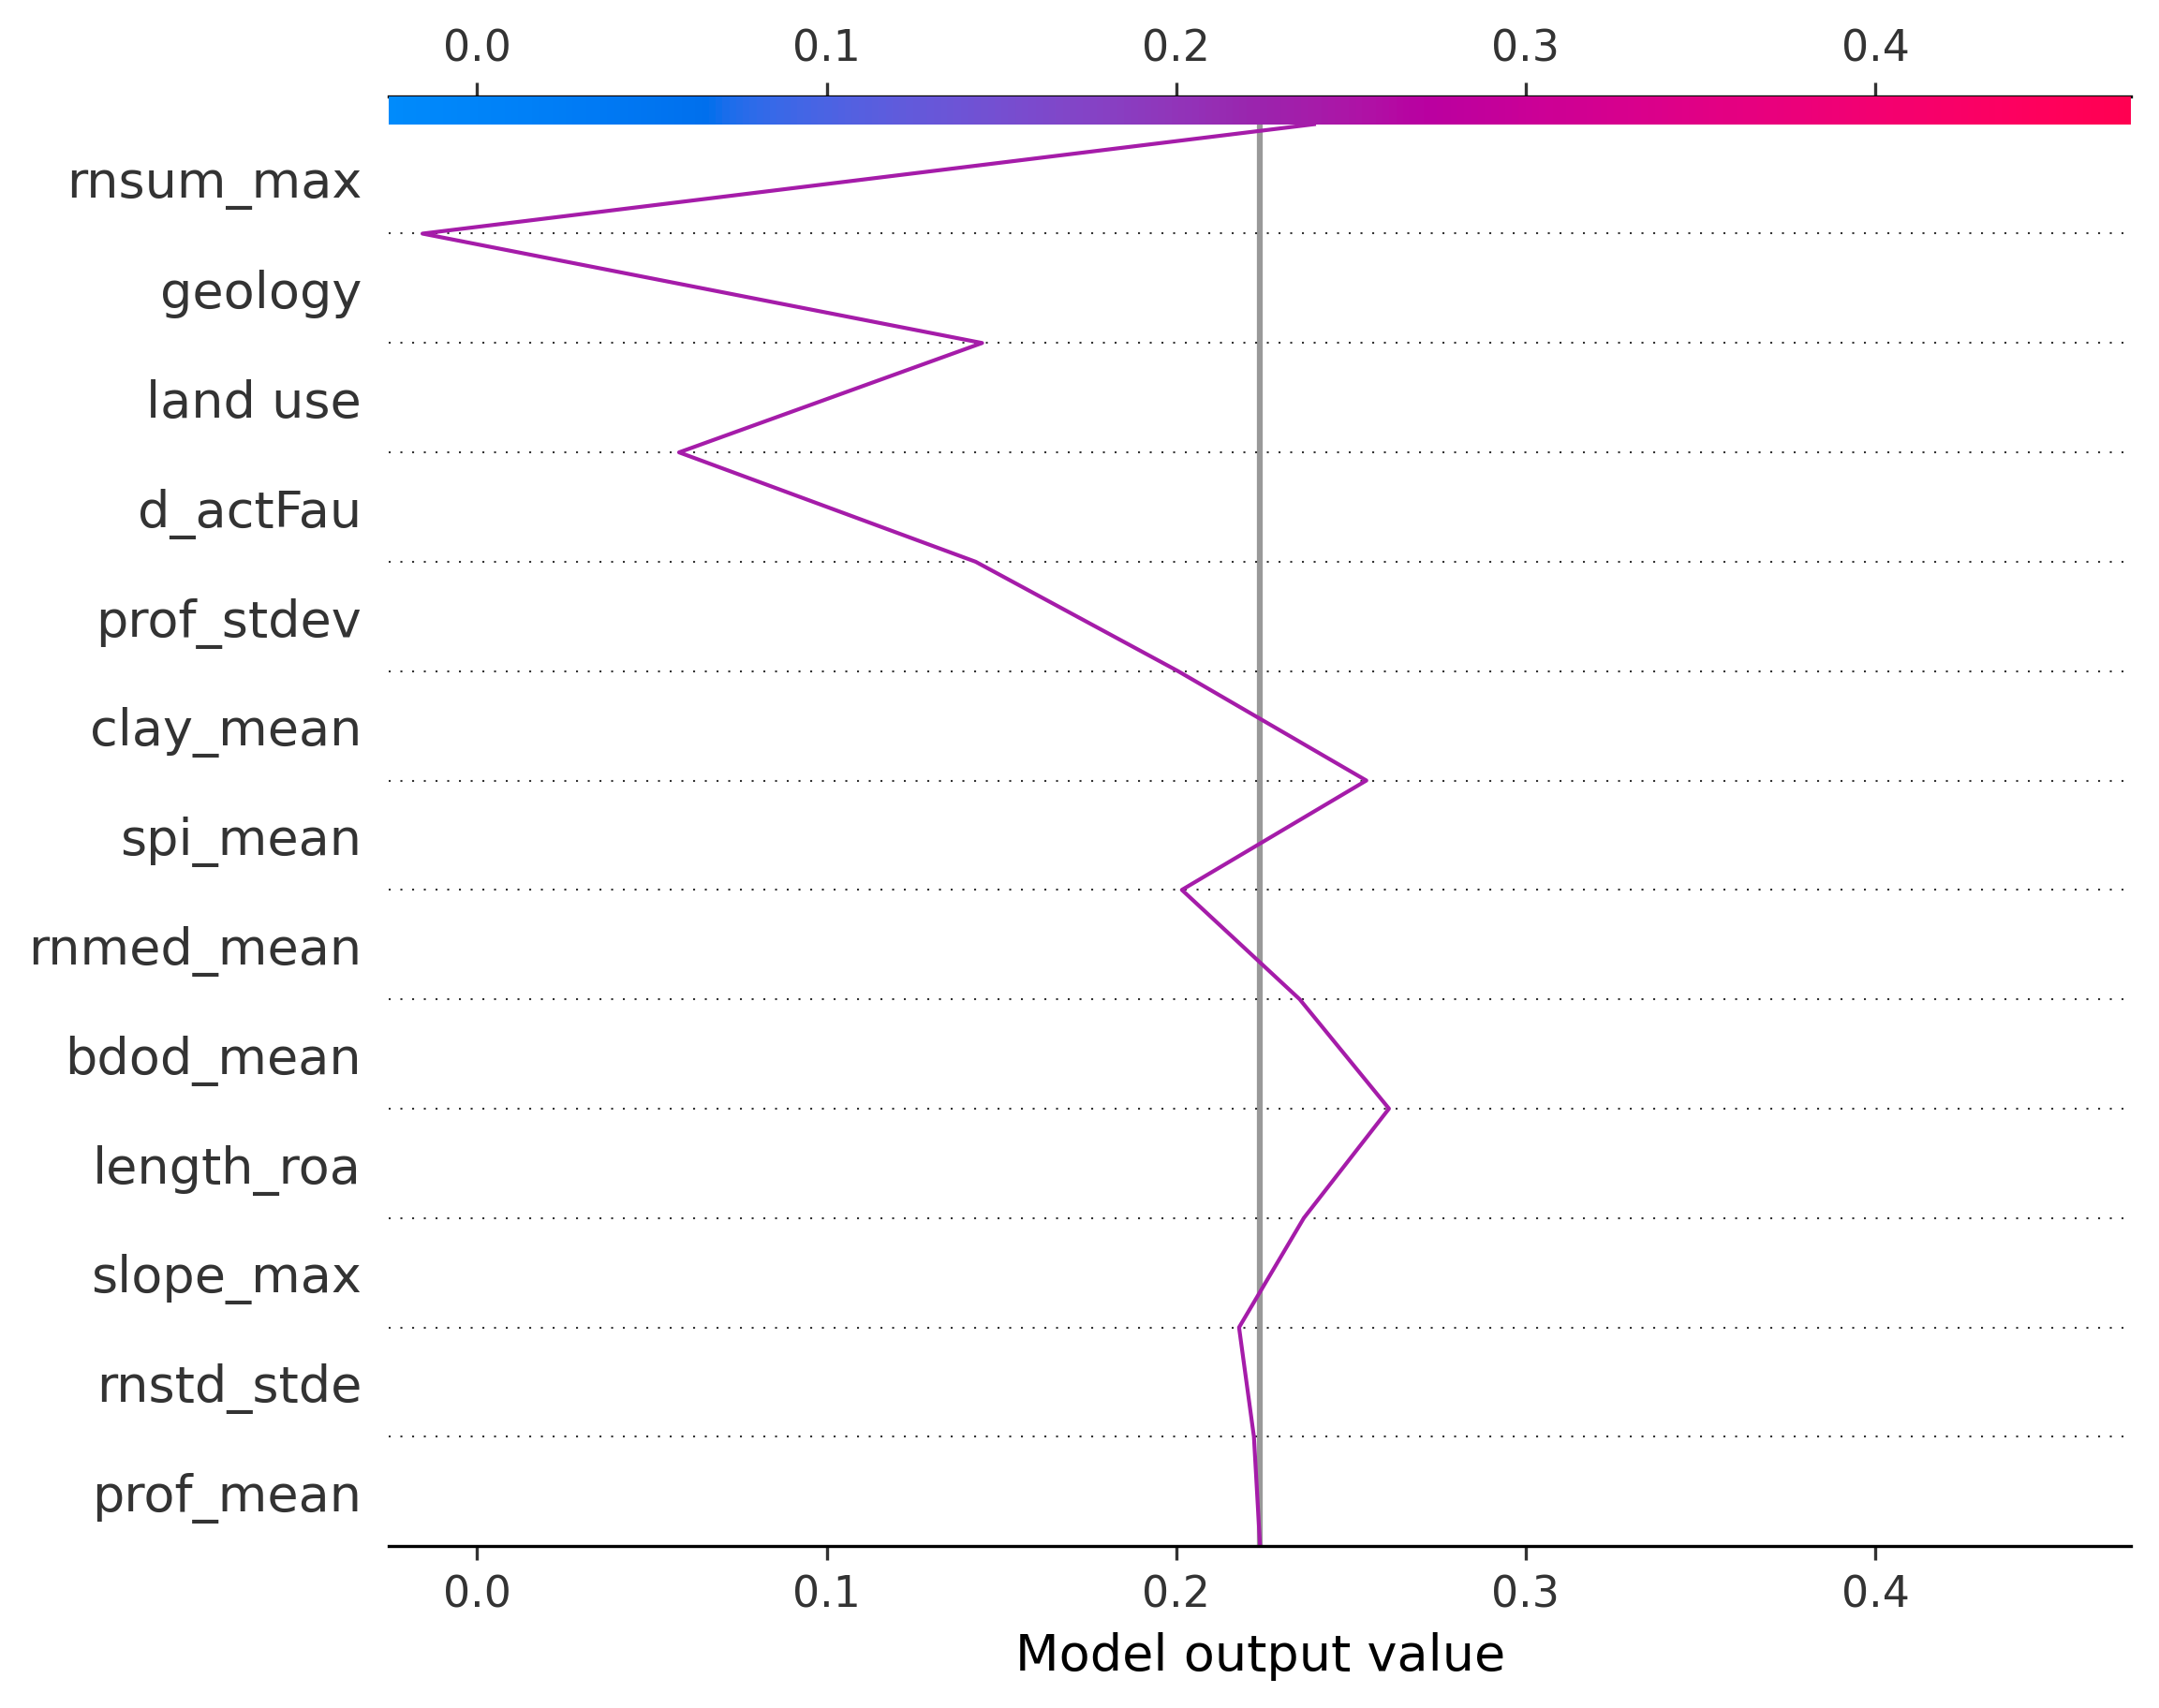 0.0 0.1 0.2 0.3 0.4
rnsum_max
geology
land use
d_actFau
prof_stdev
clay_mean
spi_mean
rnmed_mean
bdod_mean
length_roa
slope_max
rnstd_stde
prof_mean
0.0 0.1 0.2 0.3 0.4
Model output value